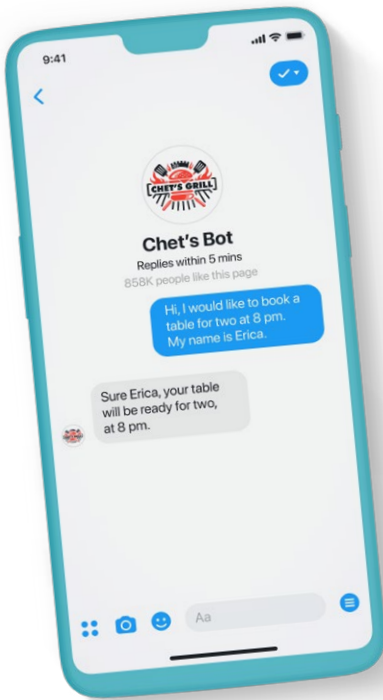 9:41
CHET'S GRILL
Chet's Bot
Replies within 5 mins
858K people like this page
Hi, I would like to book a
table for two at 8 pm.
My name is Erica.
Sure Erica, your table
will be ready for two,
at 8 pm.
Aa